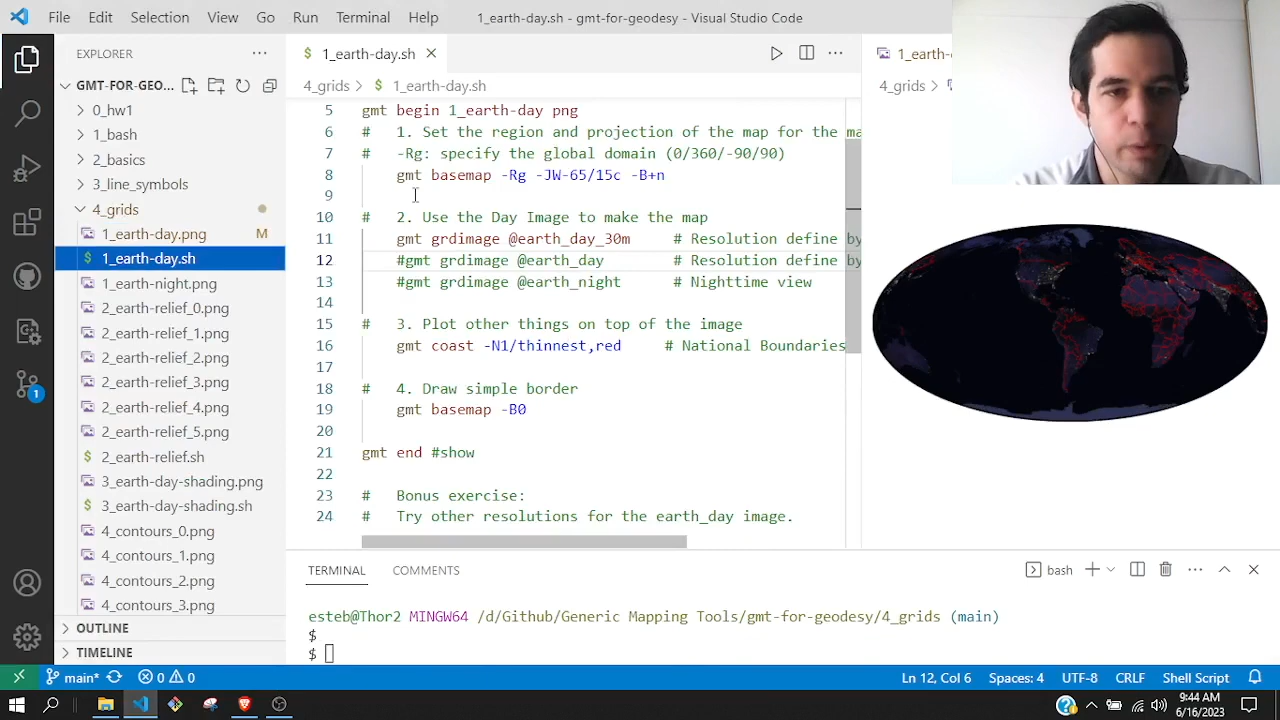 File Edit Selection View Go Run Terminal Help 1_earth-day.sh - gmt-for-geodesy - Visual Studio Code
EXPLORER
GMT-FOR-GEO...
0_hw1
1_bash
2_basics
3_line_symbols
4_grids
1_earth-day.png M
1_earth-day.sh
1_earth-night.png
2_earth-relief_0.png
2_earth-relief_1.png
2_earth-relief_2.png
2_earth-relief_3.png
2_earth-relief_4.png
2_earth-relief_5.png
2_earth-relief.sh
3_earth-day-shading.png
3_earth-day-shading.sh
4_contours_0.png
4_contours_1.png
4_contours_2.png
4_contours_3.png
OUTLINE
TIMELINE
1
$ 1_earth-day.sh
4_grids > $ 1_earth-day.sh
5 gmt begin 1_earth-day png
6 # 1. Set the region and projection of the map for the ma
7 # -Rg: specify the global domain (0/360/-90/90)
8 gmt basemap -Rg -JW-65/15c -B+n
9
10 # 2. Use the Day Image to make the map
11 gmt grdimage @earth_day_30m # Resolution define by
12 #gmt grdimage @earth_day # Resolution define by
13 #gmt grdimage @earth_night # Nighttime view
14
15 # 3. Plot other things on top of the image
16 gmt coast -N1/thinnest,red # National Boundaries
17
18 # 4. Draw simple border
19 gmt basemap -B0
20
21 gmt end #show
22
23 # Bonus exercise:
24 # Try other resolutions for the earth_day image.
1_earth-
4_grids >
TERMINAL COMMENTS
bash
esteb@Thor2 MINGW64 /d/Github/Generic Mapping Tools/gmt-for-geodesy/4_grids (main)
$
$
main* 0 0 Ln 12, Col 6 Spaces: 4 UTF-8 CRLF Shell Script
9:44 AM
6/16/2023